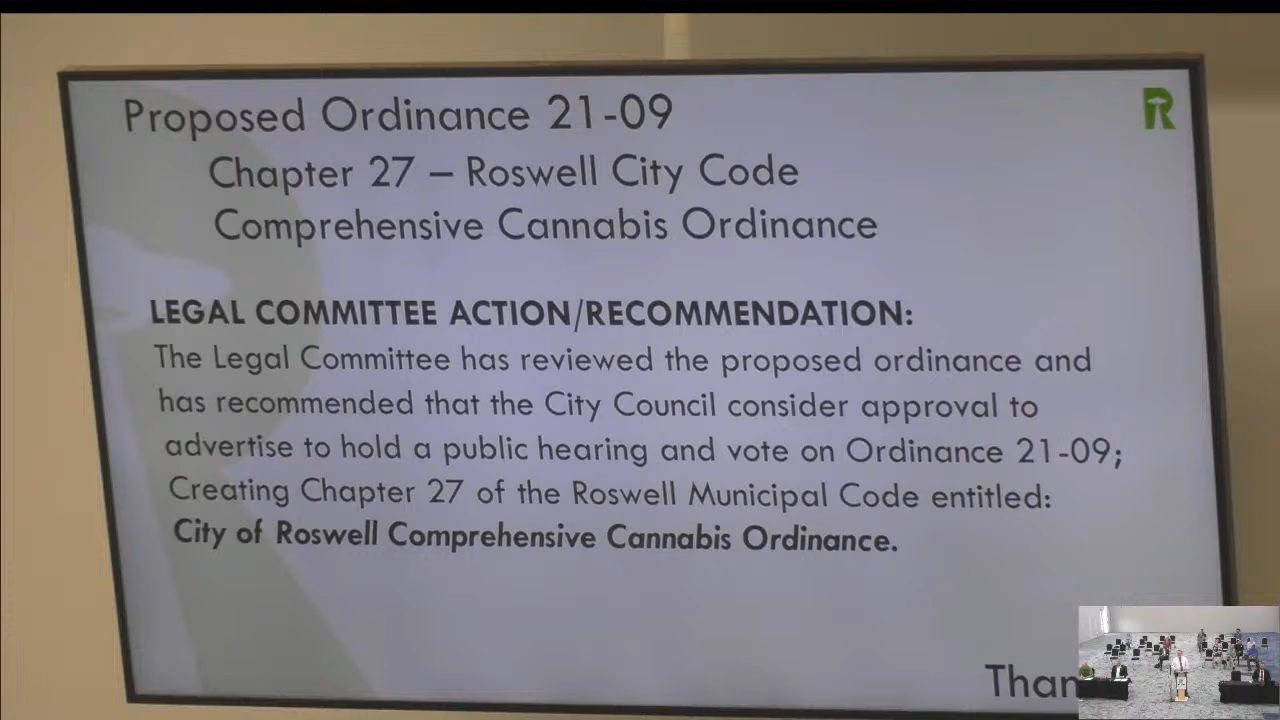 Proposed Ordinance 21-09
R
Chapter 27 – Roswell City Code
Comprehensive Cannabis Ordinance
LEGAL COMMITTEE ACTION/RECOMMENDATION:
The Legal Committee has reviewed the proposed ordinance and
has recommended that the City Council consider approval to
advertise to hold a public hearing and vote on Ordinance 21-09;
Creating Chapter 27 of the Roswell Municipal Code entitled:
City of Roswell Comprehensive Cannabis Ordinance.
Than